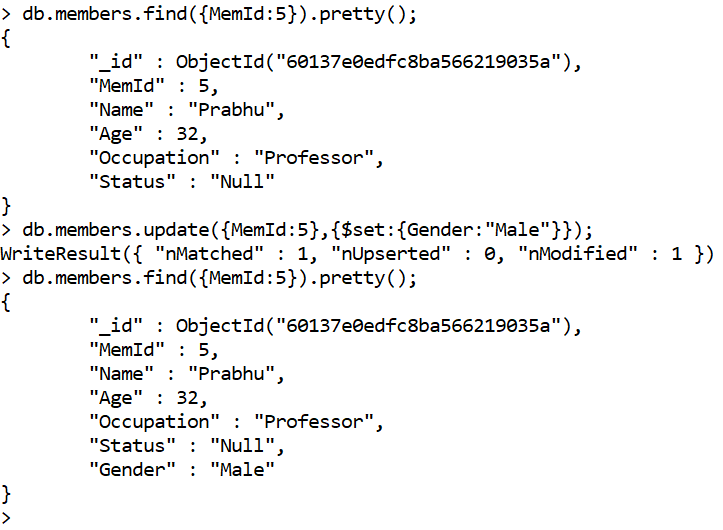 > db.members.find({MemId:5}).pretty();
{
        "_id" : ObjectId("60137e0edfc8ba566219035a"),
        "MemId" : 5,
        "Name" : "Prabhu",
        "Age" : 32,
        "Occupation" : "Professor",
        "Status" : "Null"
}
> db.members.update({MemId:5},{$set:{Gender:"Male"}});
WriteResult({ "nMatched" : 1, "nUpserted" : 0, "nModified" : 1 })
> db.members.find({MemId:5}).pretty();
{
        "_id" : ObjectId("60137e0edfc8ba566219035a"),
        "MemId" : 5,
        "Name" : "Prabhu",
        "Age" : 32,
        "Occupation" : "Professor",
        "Status" : "Null",
        "Gender" : "Male"
}
>